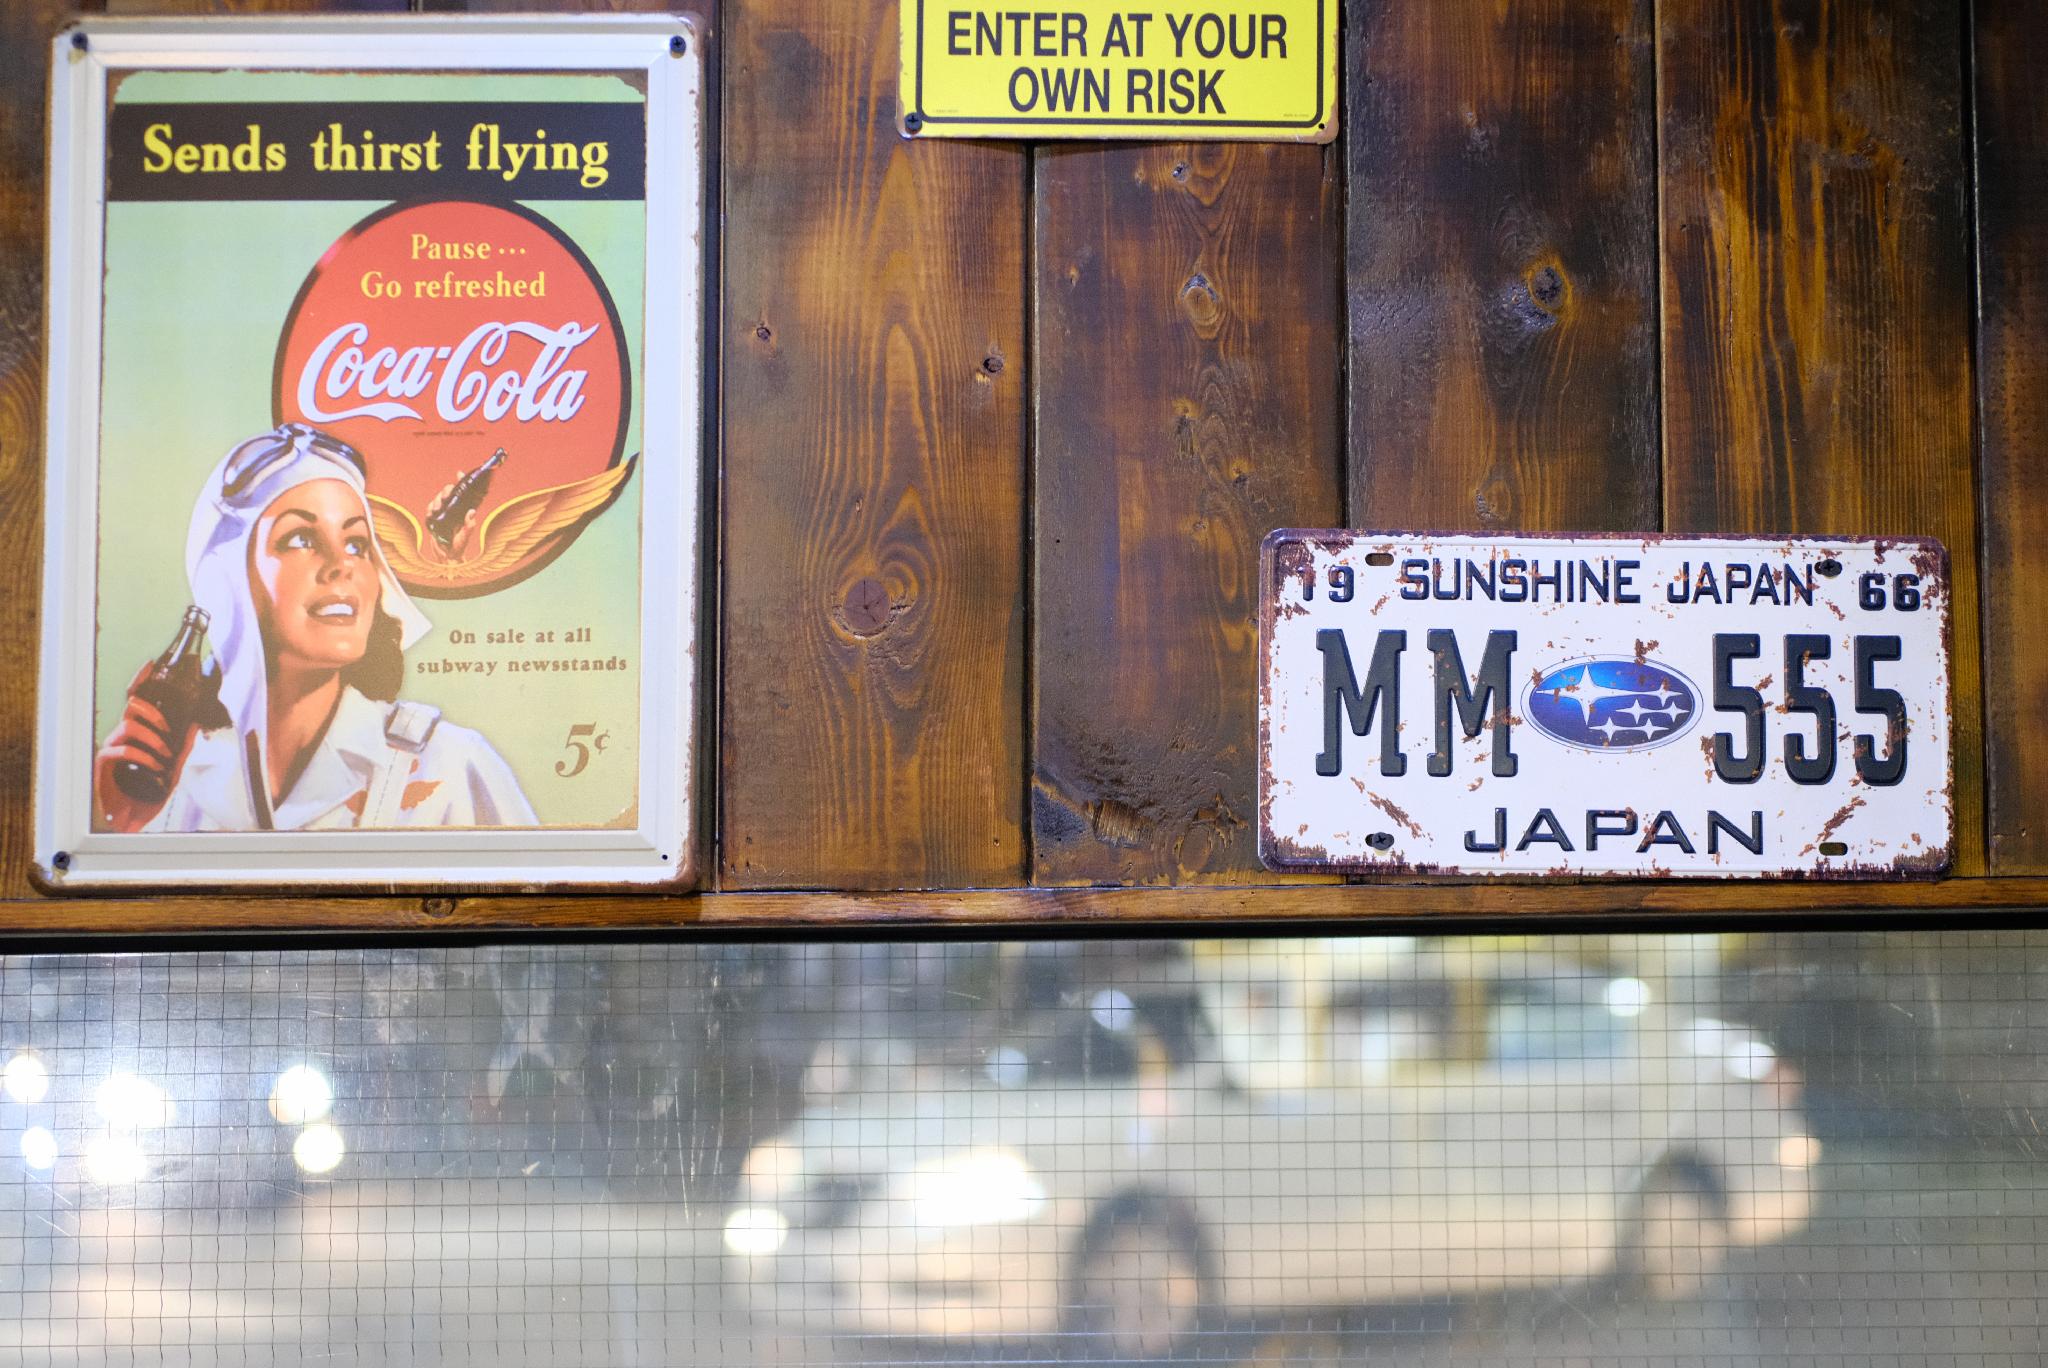 Sends thirst flying
Pause...
Go refreshed
Coca-Cola
On sale at all
subway newsstands
5¢
ENTER AT YOUR
OWN RISK
19 SUNSHINE JAPAN 66
MM 555
JAPAN